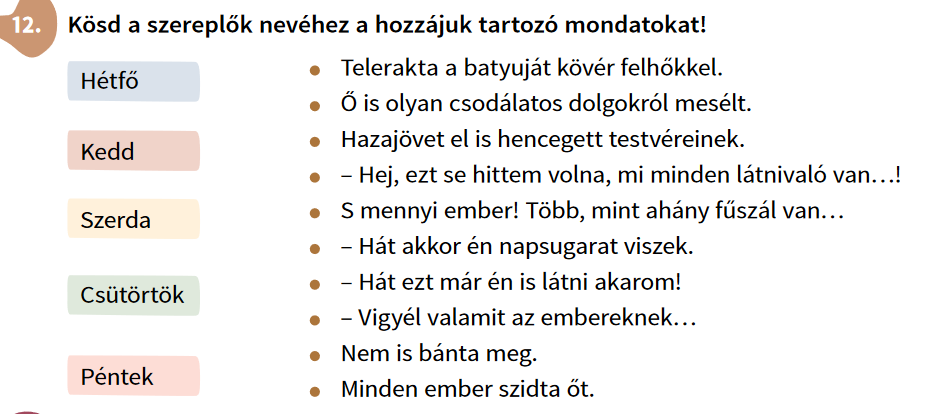 12. Kösd a szereplők nevéhez a hozzájuk tartozó mondatokat!
Hétfő
Kedd
Szerda
Csütörtök
Péntek
• Telerakta a batyuját kövér felhőkkel.
• Ő is olyan csodálatos dolgokról mesélt.
• Hazajövet el is hencegett testvéreinek.
• – Hej, ezt se hittem volna, mi minden látnivaló van…!
• S mennyi ember! Több, mint ahány fűszál van…
• – Hát akkor én napsugarat viszek.
• – Hát ezt már én is látni akarom!
• – Vigyél valamit az embereknek…
• Nem is bánta meg.
• Minden ember szidta őt.